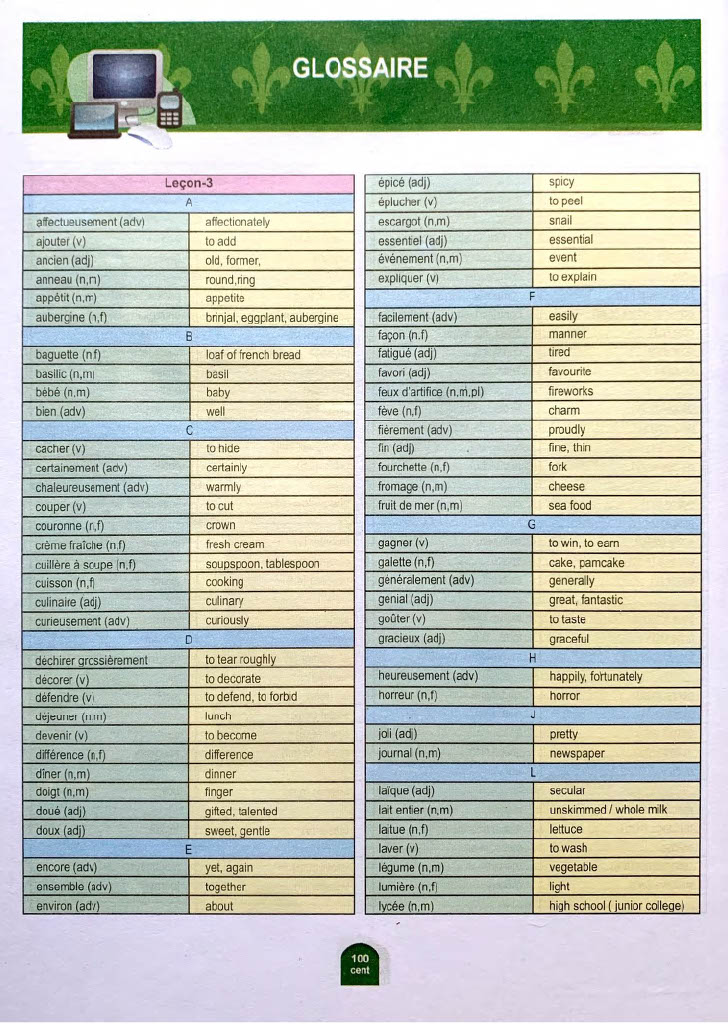 GLOSSAIRE
Leçon-3
A
affectueusement (adv) affectionately
ajouter (v) to add
ancien (adj) old, former,
anneau (n,m) round,ring
appétit (n,m) appetite
aubergine (n,f) brinjal, eggplant, aubergine
B
baguette (nf) loaf of french bread
basilic (n,m) basil
bébé (n,m) baby
bien (adv) well
C
cacher (v) to hide
certainement (adv) certainly
chaleureusement (adv) warmly
couper (v) to cut
couronne (n,f) crown
crème fraîche (n,f) fresh cream
cuillère à soupe (n,f) soupspoon, tablespoon
cuisson (n,f) cooking
culinaire (adj) culinary
curieusement (adv) curiously
D
déchirer grossièrement to tear roughly
décorer (v) to decorate
défendre (v) to defend, to forbid
déjeuner (n,m) lunch
devenir (v) to become
différence (n,f) difference
dîner (n,m) dinner
doigt (n,m) finger
doué (adj) gifted, talented
doux (adj) sweet, gentle
E
encore (adv) yet, again
ensemble (adv) together
environ (adv) about
épicé (adj) spicy
éplucher (v) to peel
escargot (n,m) snail
essentiel (adj) essential
événement (n,m) event
expliquer (v) to explain
F
facilement (adv) easily
façon (n,f) manner
fatigué (adj) tired
favori (adj) favourite
feux d'artifice (n,m,pl) fireworks
fève (n,f) charm
fièrement (adv) proudly
fin (adj) fine, thin
fourchette (n,f) fork
fromage (n,m) cheese
fruit de mer (n,m) sea food
G
gagner (v) to win, to earn
galette (n,f) cake, pamcake
généralement (adv) generally
genial (adj) great, fantastic
goûter (v) to taste
gracieux (adj) graceful
H
heureusement (adv) happily, fortunately
horreur (n,f) horror
J
joli (adj) pretty
journal (n,m) newspaper
L
laïque (adj) secular
lait entier (n,m) unskimmed / whole milk
laitue (n,f) lettuce
laver (v) to wash
légume (n,m) vegetable
lumière (n,f) light
lycée (n,m) high school ( junior college)
100
cent